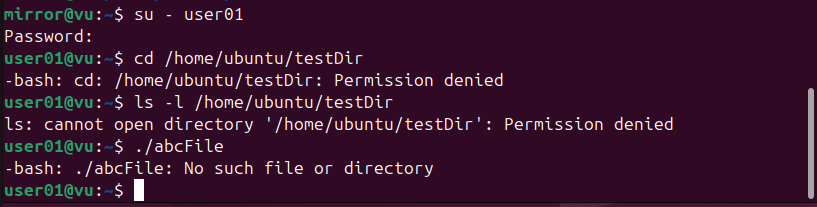 mirror@vu:~$ su - user01
Password:
user01@vu:~$ cd /home/ubuntu/testDir
-bash: cd: /home/ubuntu/testDir: Permission denied
user01@vu:~$ ls -l /home/ubuntu/testDir
ls: cannot open directory '/home/ubuntu/testDir': Permission denied
user01@vu:~$ ./abcFile
-bash: ./abcFile: No such file or directory
user01@vu:~$